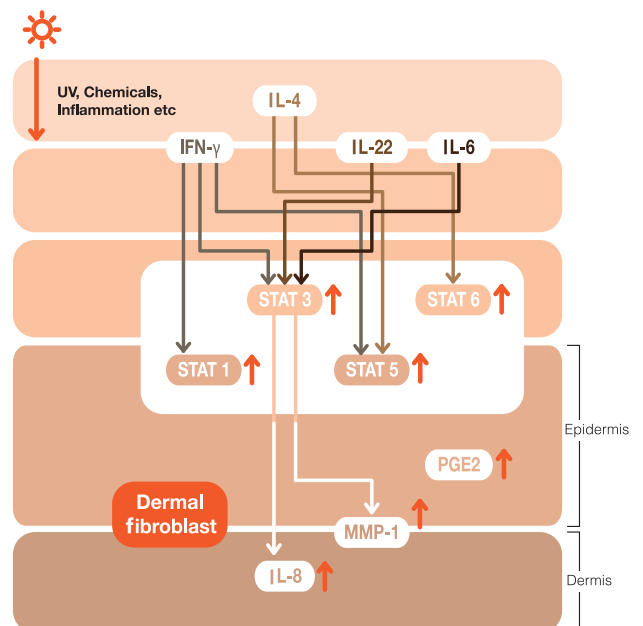 UV, Chemicals,
Inflammation etc
IL-4
IFN-γ
IL-22
IL-6
STAT 3
STAT 6
STAT 1
STAT 5
Epidermis
PGE2
Dermal
fibroblast
MMP-1
IL-8
Dermis